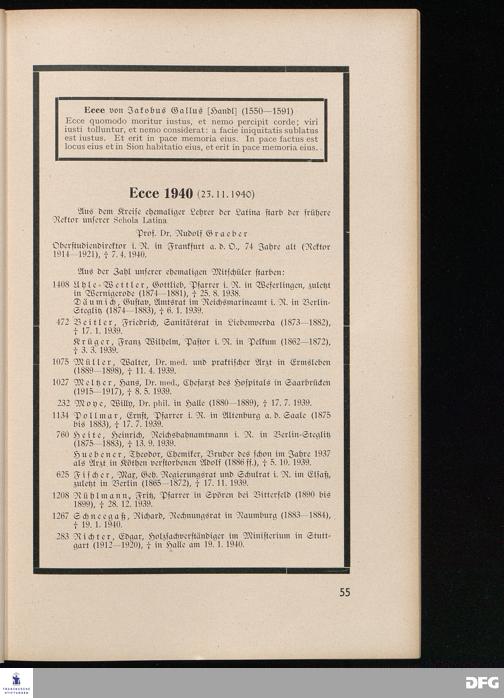 Ecce von Jakobus Gallus [Handl] (1550—1591)
Ecce quomodo moritur iustus, et nemo percipit corde; viri
iusti tolluntur, et nemo considerat: a facie iniquitatis sublatus
est iustus. Et erit in pace memoria eius. In pace factus est
locus eius et in Sion habitatio eius, et erit in pace memoria eius.
Ecce 1940 (23.11.1940)
Aus dem Kreise ehemaliger Lehrer der Latina starb der frühere
Rektor unserer Schola Latina
Prof. Dr. Rudolf Graeber
Oberstudiendirektor i. R. in Frankfurt a. d. O., 74 Jahre alt (Rektor
1914—1921), † 7. 4. 1940.
Aus der Zahl unserer ehemaligen Mitschüler starben:
1408 Uhle-Wettler, Gottlieb, Pfarrer i. R. in Weferlingen, zuletzt
in Wernigerode (1874—1881), † 25. 8. 1938.
Däumich, Gustav, Amtsrat im Reichsmarineamt i. R. in Berlin-
Steglitz (1874—1883), † 6. 1. 1939.
472 Beitler, Friedrich, Sanitätsrat in Liebenwerda (1873—1882),
† 17. 1. 1939.
Krüger, Franz Wilhelm, Pastor i. R. in Pelkum (1862—1872),
† 3. 3. 1939.
1075 Müller, Walter, Dr. med. und praktischer Arzt in Ermsleben
(1889—1898), † 11. 4. 1939.
1027 Meltzer, Hans, Dr. med., Chefarzt des Hospitals in Saarbrücken
(1915—1917), † 8. 5. 1939.
232 Moye, Willy, Dr. phil. in Halle (1880—1889), † 17. 7. 1939.
1134 Pollmar, Ernst, Pfarrer i. R. in Altenburg a. d. Saale (1875
bis 1883), † 17. 7. 1939.
760 Heite, Heinrich, Reichsbahnamtmann i. R. in Berlin-Steglitz
(1875—1883), † 13. 9. 1939.
Huebener, Theodor, Chemiker, Bruder des schon im Jahre 1937
als Arzt in Köthen verstorbenen Adolf (1886 ff.), † 5. 10. 1939.
625 Fischer, Max, Geh. Regierungsrat und Schulrat i. R. im Elsaß,
zuletzt in Berlin (1865—1872), † 17. 11. 1939.
1208 Rühlmann, Fritz, Pfarrer in Spören bei Bitterfeld (1890 bis
1899), † 28. 12. 1939.
1267 Schneegaß, Richard, Rechnungsrat in Naumburg (1883—1884),
† 19. 1. 1940.
283 Richter, Edgar, Holzsachverständiger im Ministerium in Stutt-
gart (1912—1920), † in Halle am 19. 1. 1940.
55
FRANCKESCHE
STIFTUNGEN
DFG